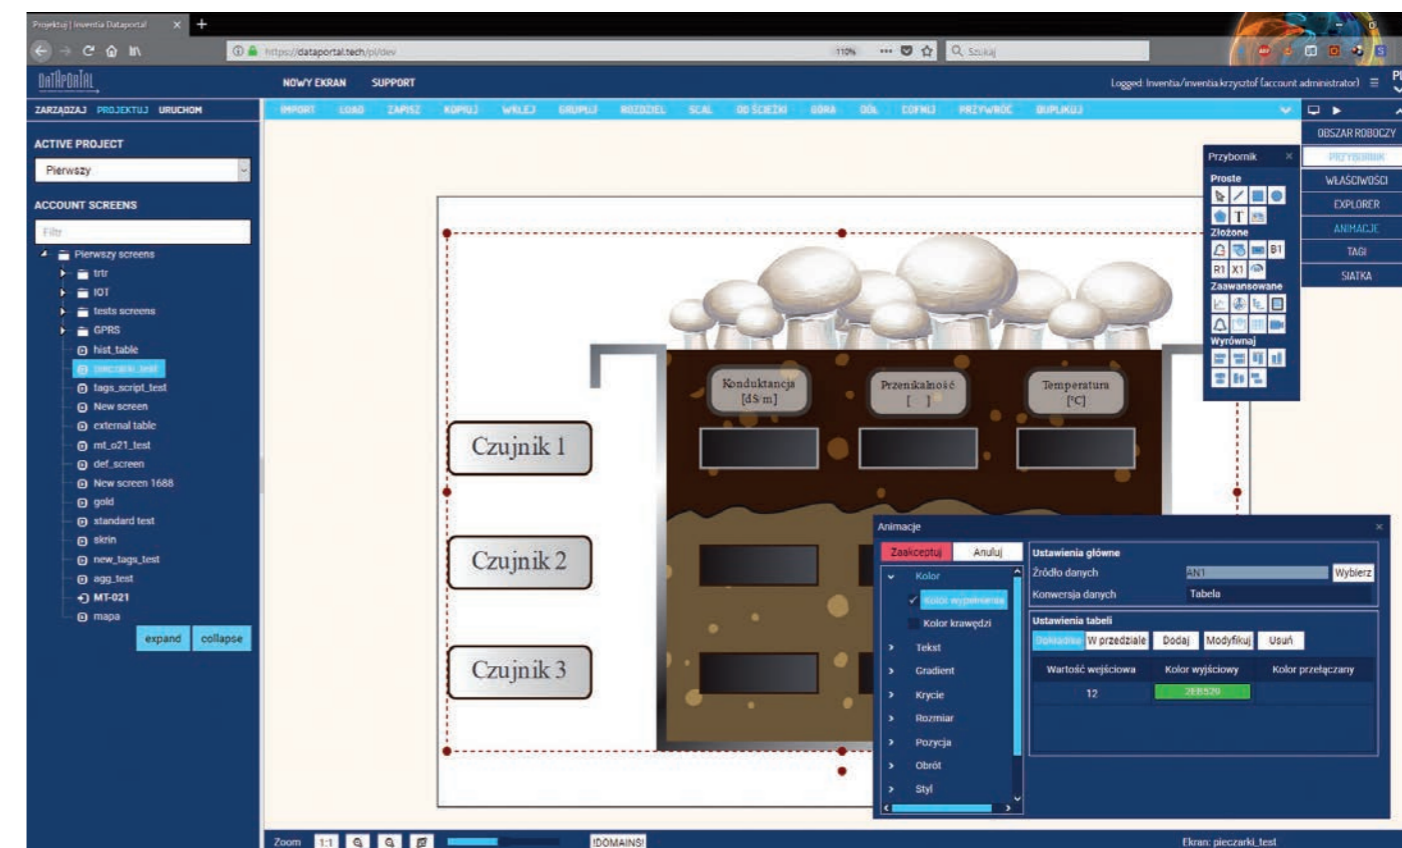 Projektuj | Inventia Dataportal
https://dataportal.tech/pl/dev 110% Szukaj
DATAPORTAL NOWY EKRAN SUPPORT Logged: Inventia/inventia.krzysztof (account administrator) PL
ZARZĄDZAJ PROJEKTUJ URUCHOM
IMPORT LOAD ZAPISZ KOPIUJ WKLEJ GRUPUJ ROZDZIEL SCAL DO ŚCIEŻKI GÓRA DÓŁ COFNIJ PRZYWRÓĆ DUPLIKUJ
ACTIVE PROJECT
Pierwszy
ACCOUNT SCREENS
Filtr
Pierwszy screens
trtr
IOT
tests screens
GPRS
hist_table
pieczarki_test
tags_script_test
New screen
external table
mt_o21_test
def_screen
New screen 1688
gold
standard test
skrin
new_tags_test
agg_test
MT-021
mapa
expand collapse
Konduktancja
[dS/m]
Przenikalność
[ ]
Temperatura
[°C]
Czujnik 1
Czujnik 2
Czujnik 3
Przybornik
Proste
T
Złożone
B1
R1 X1
Zaawansowane
Wyrównaj
OBSZAR ROBOCZY
PRZYBORNIK
WŁAŚCIWOŚCI
EXPLORER
ANIMACJE
TAGI
SIATKA
Animacje
Zaakceptuj Anuluj
Kolor
Kolor wypełnienia
Kolor krawędzi
Tekst
Gradient
Krycie
Rozmiar
Pozycja
Obrót
Styl
Ustawienia główne
Źródło danych AN1 Wybierz
Konwersja danych Tabela
Ustawienia tabeli
Dokładnie W przedziale Dodaj Modyfikuj Usuń
Wartość wejściowa Kolor wyjściowy Kolor przełączany
12 2EB520
Zoom 1:1 !DOMAINS! Ekran: pieczarki_test